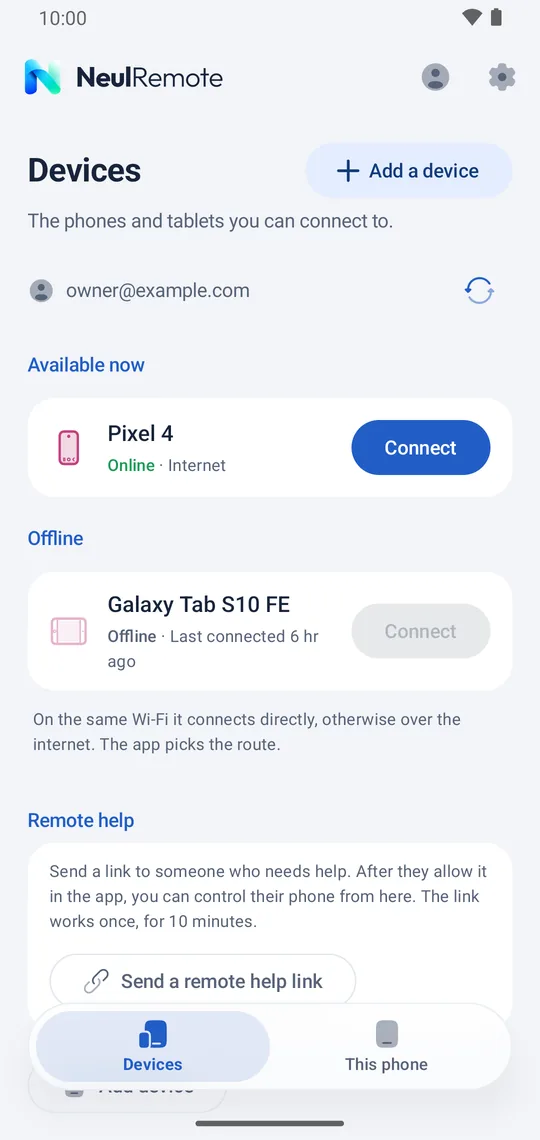 10:00
NeulRemote
Devices
Add a device
The phones and tablets you can connect to.
owner@example.com
Available now
Pixel 4
Online · Internet
Connect
Offline
Galaxy Tab S10 FE
Offline · Last connected 6 hr
ago
Connect
On the same Wi-Fi it connects directly, otherwise over the
internet. The app picks the route.
Remote help
Send a link to someone who needs help. After they allow it
in the app, you can control their phone from here. The link
works once, for 10 minutes.
Send a remote help link
Devices
This phone